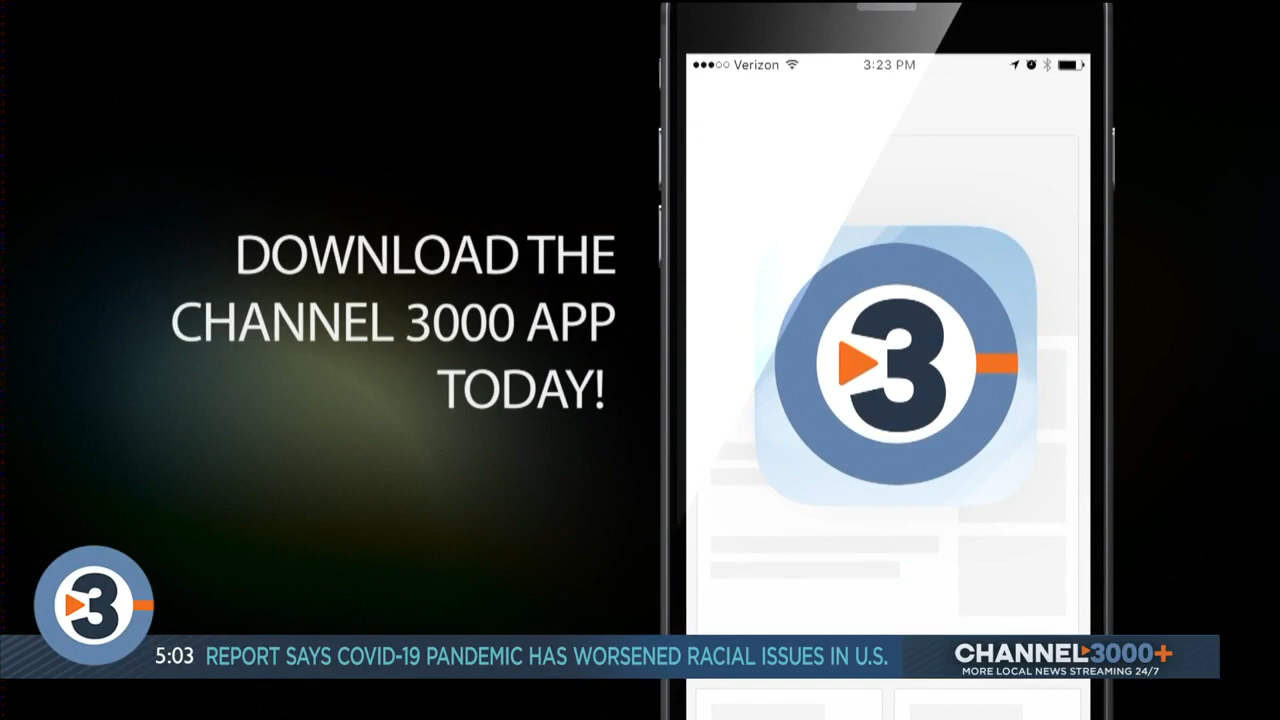 Verizon
3:23 PM
DOWNLOAD THE
CHANNEL 3000 APP
TODAY!
3
3
5:03 REPORT SAYS COVID-19 PANDEMIC HAS WORSENED RACIAL ISSUES IN U.S.
CHANNEL3000+
MORE LOCAL NEWS STREAMING 24/7